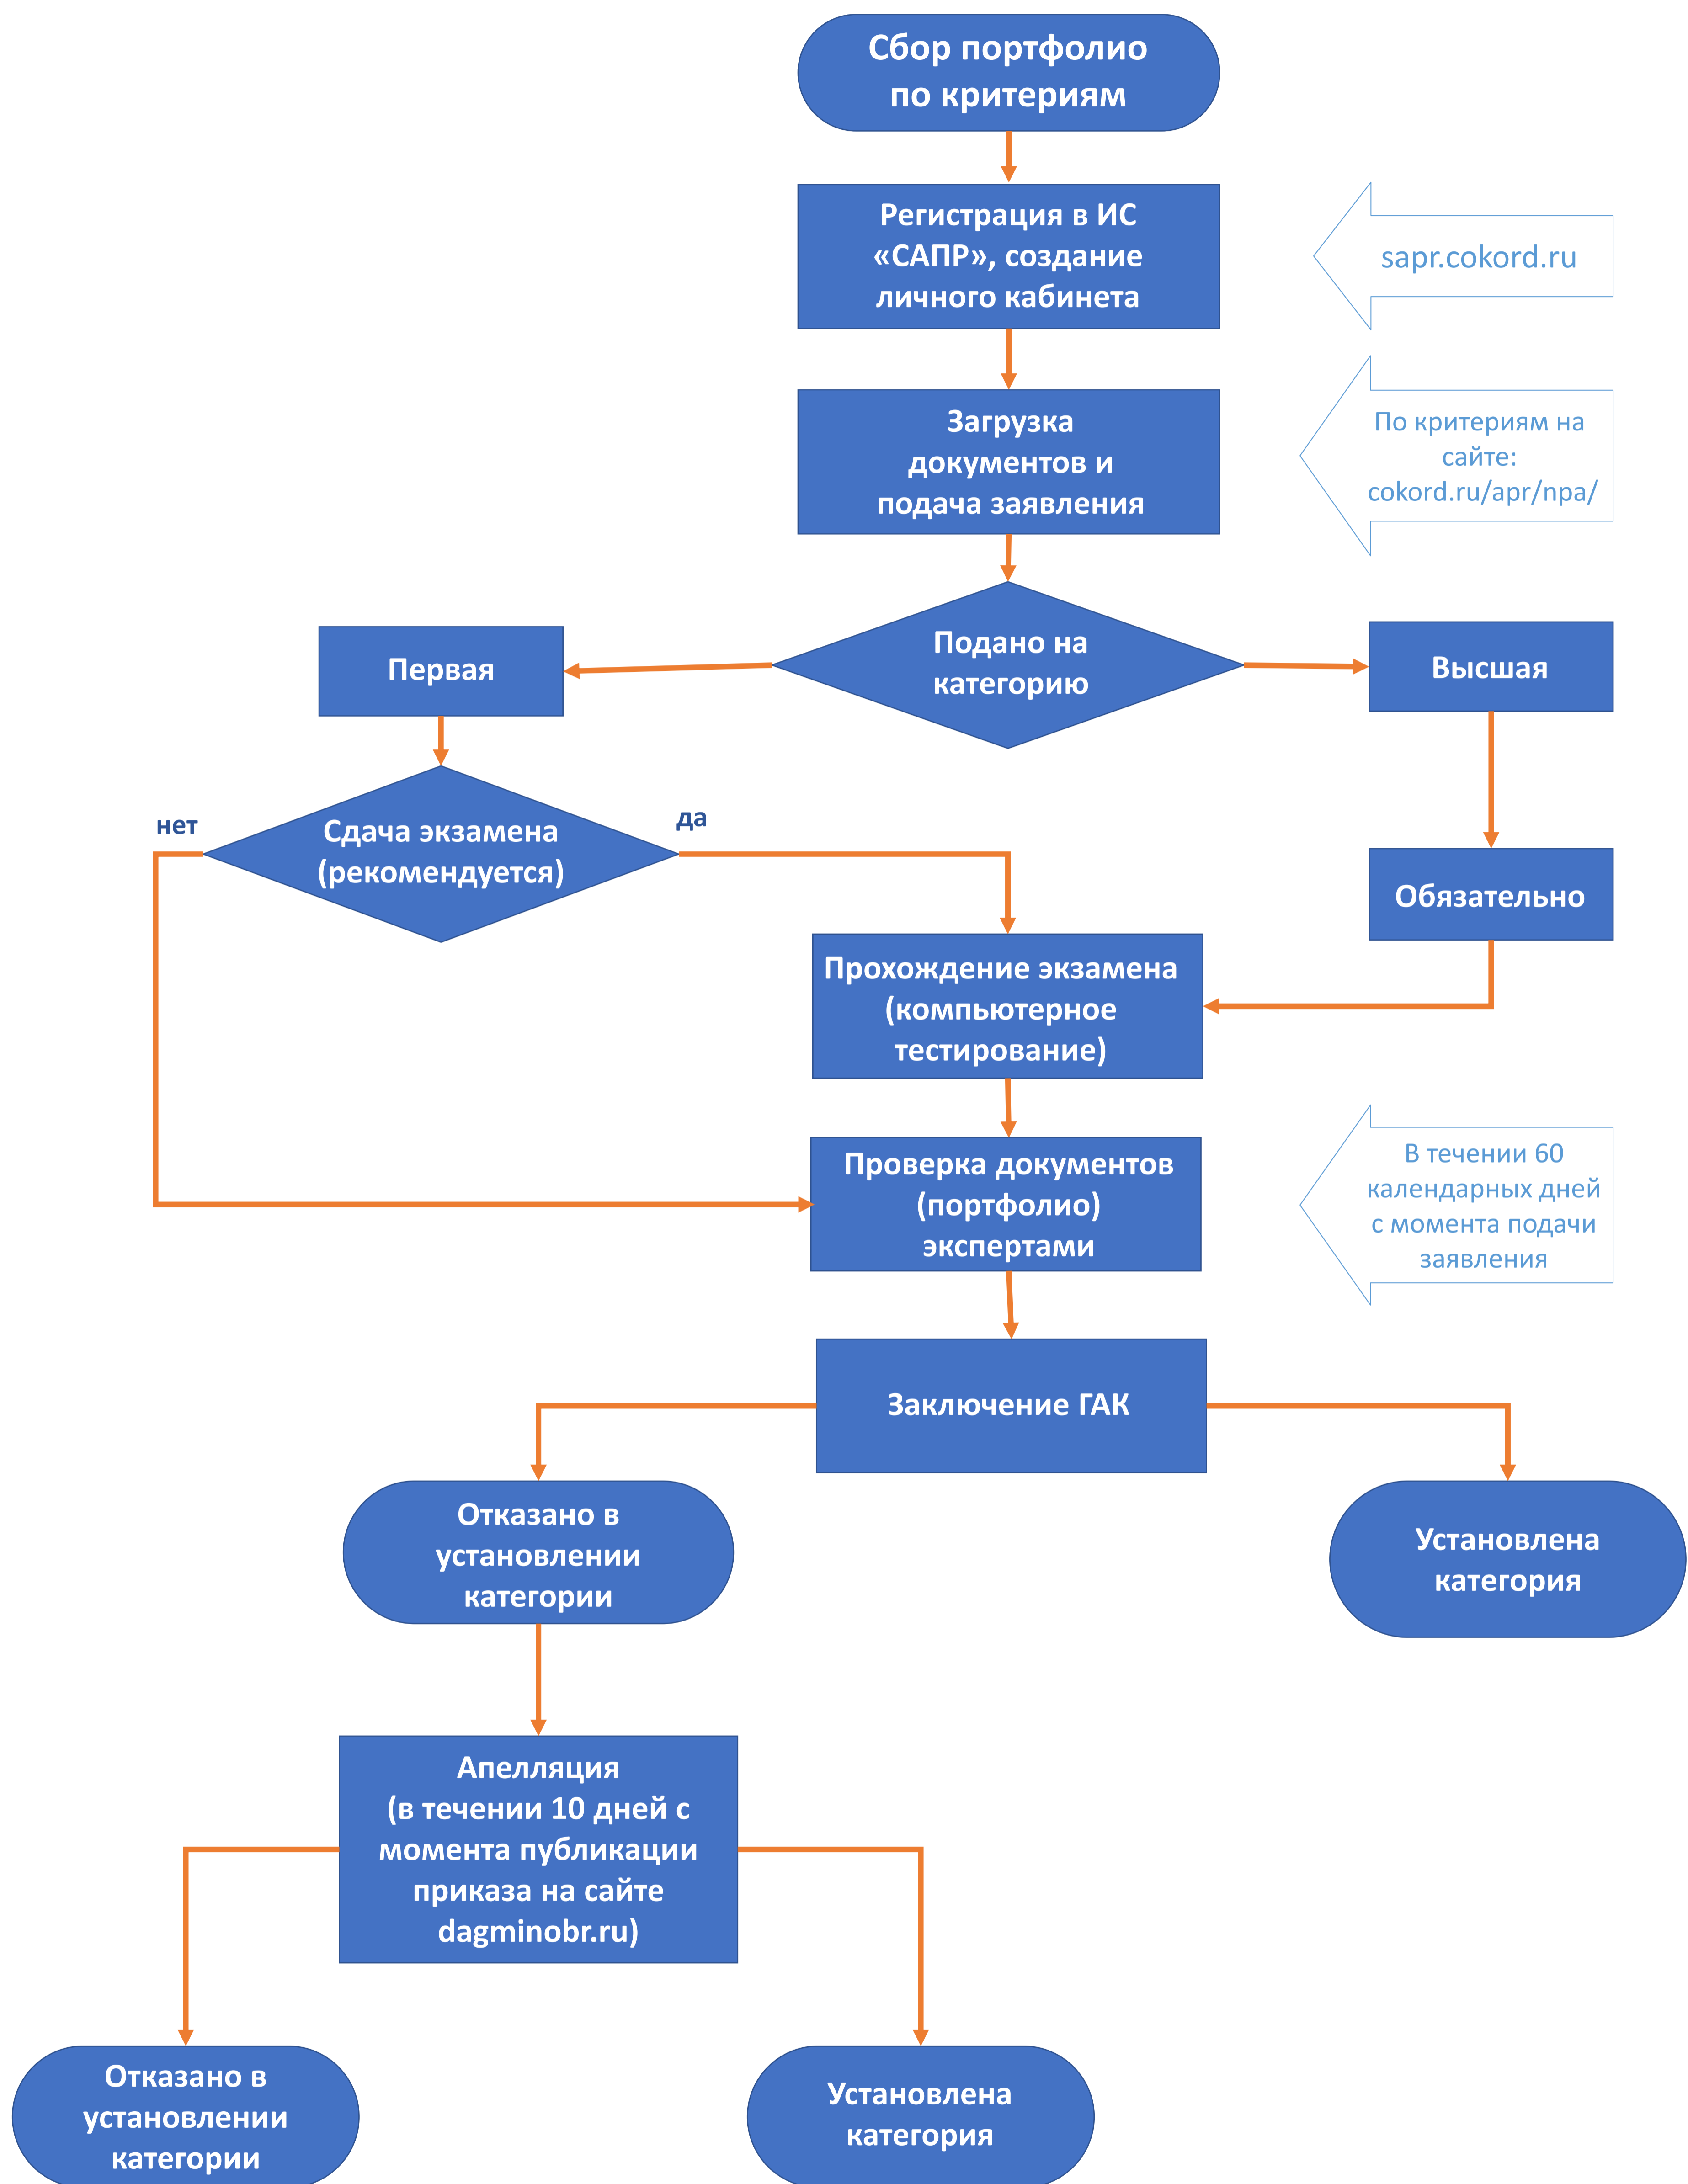 Сбор портфолио
по критериям
Регистрация в ИС
«САПР», создание
личного кабинета
sapr.cokord.ru
Загрузка
документов и
подача заявления
По критериям на
сайте:
cokord.ru/apr/npa/
Подано на
категорию
Первая
Высшая
Сдача экзамена
(рекомендуется)
нет
да
Обязательно
Прохождение экзамена
(компьютерное
тестирование)
Проверка документов
(портфолио)
экспертами
В течении 60
календарных дней
с момента подачи
заявления
Заключение ГАК
Отказано в
установлении
категории
Установлена
категория
Апелляция
(в течении 10 дней с
момента публикации
приказа на сайте
dagminobr.ru)
Отказано в
установлении
категории
Установлена
категория